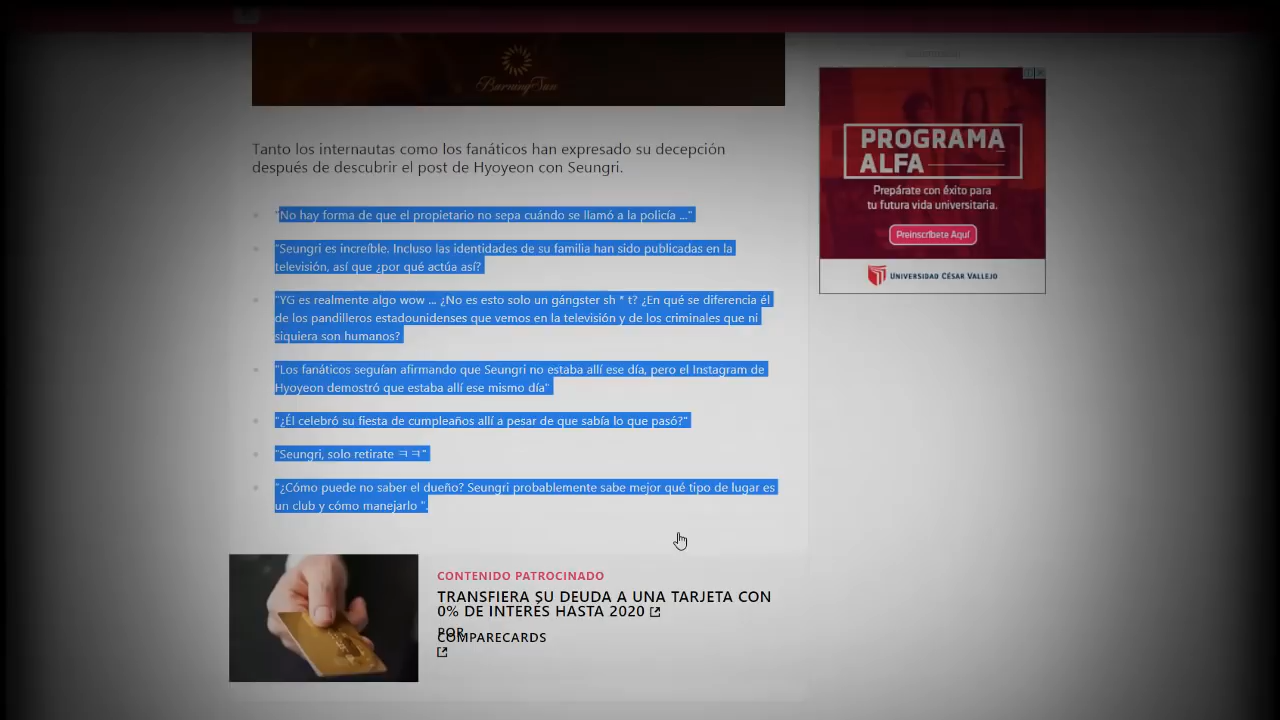 Burning Sun
Tanto los internautas como los fanáticos han expresado su decepción
después de descubrir el post de Hyoyeon con Seungri.
"No hay forma de que el propietario no sepa cuándo se llamó a la policía ..."
"Seungri es increíble. Incluso las identidades de su familia han sido publicadas en la
televisión, así que ¿por qué actúa así?
"YG es realmente algo wow ... ¿No es esto solo un gángster sh * t? ¿En qué se diferencia él
de los pandilleros estadounidenses que vemos en la televisión y de los criminales que ni
siquiera son humanos?
"Los fanáticos seguían afirmando que Seungri no estaba allí ese día, pero el Instagram de
Hyoyeon demostró que estaba allí ese mismo día"
"¿Él celebró su fiesta de cumpleaños allí a pesar de que sabía lo que pasó?"
"Seungri, solo retirate ㅋㅋ"
"¿Cómo puede no saber el dueño? Seungri probablemente sabe mejor qué tipo de lugar es
un club y cómo manejarlo ".
CONTENIDO PATROCINADO
TRANSFIERA SU DEUDA A UNA TARJETA CON
0% DE INTERÉS HASTA 2020
POR
COMPARECARDS
PROGRAMA
ALFA
Prepárate con éxito para
tu futura vida universitaria.
Preinscríbete Aquí
UNIVERSIDAD CÉSAR VALLEJO